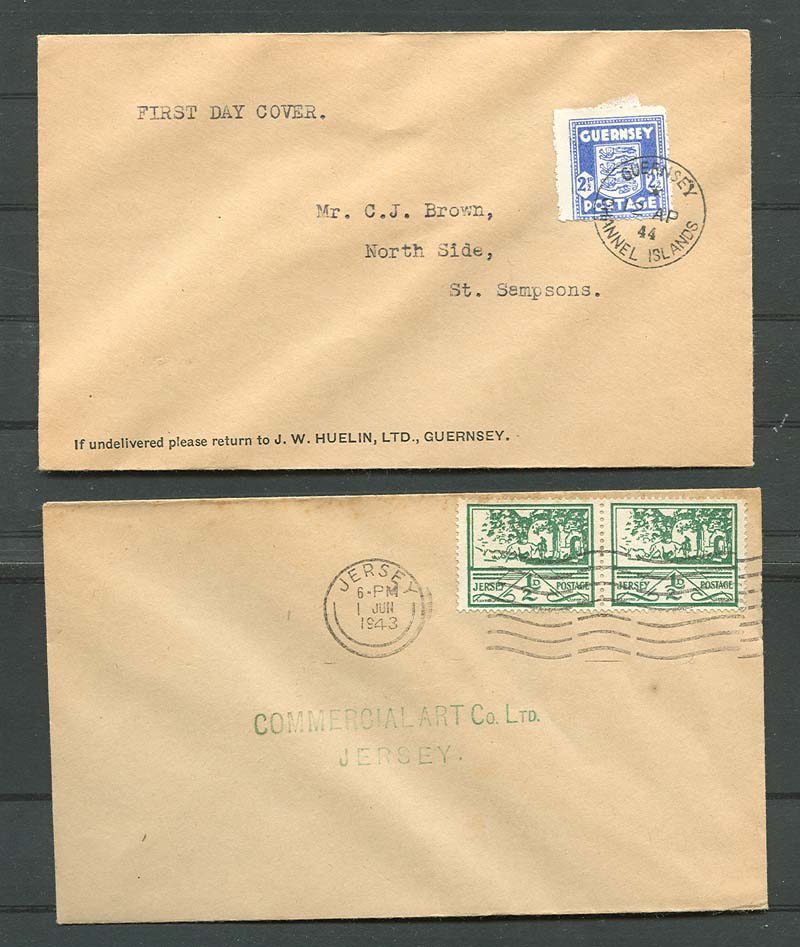 FIRST DAY COVER.
GUERNSEY
2½ 2½
POSTAGE
GUERNSEY
AP
44
CHANNEL ISLANDS
Mr. C.J. Brown,
North Side,
St. Sampsons.
If undelivered please return to J. W. HUELIN, LTD., GUERNSEY.
JERSEY ½D POSTAGE
JERSEY ½D POSTAGE
JERSEY
6-PM
1 JUN
1943
COMMERCIAL ART CO. LTD.
JERSEY.